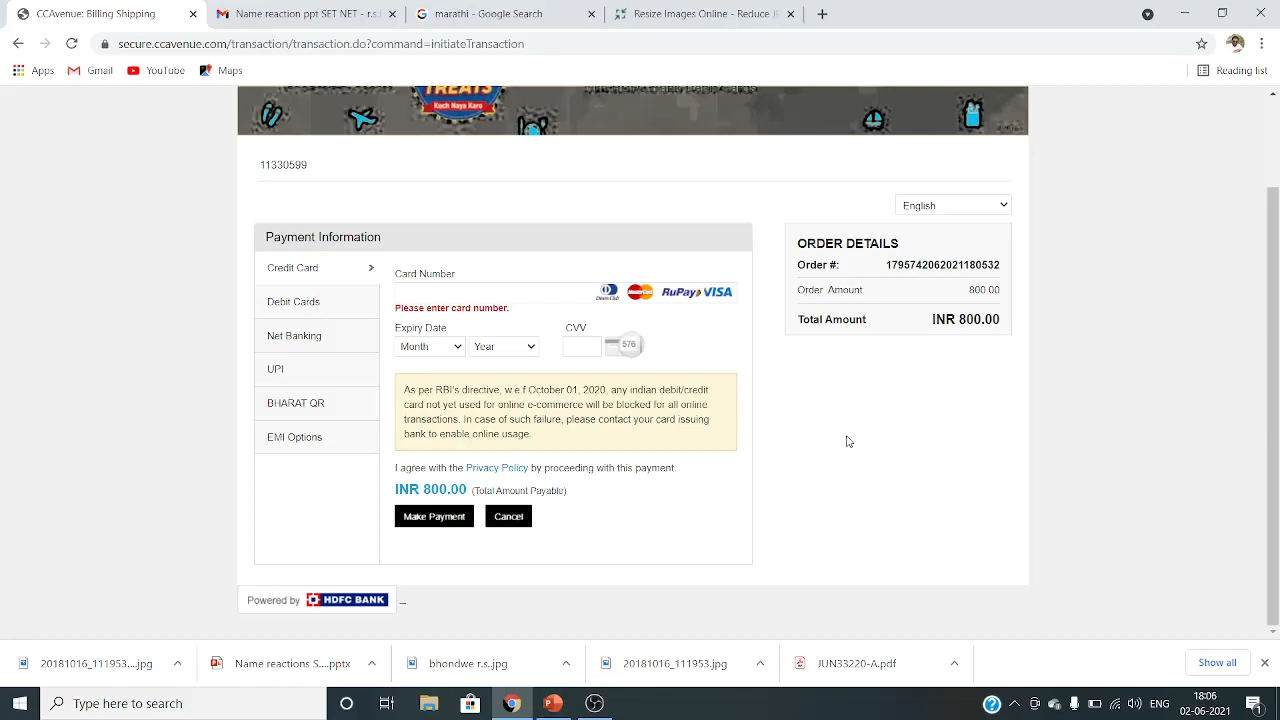 CCAvenue: Billing Shipping
Name reaction ppt SET NET - r.s.l
marathi - Google Search
Resize Images Online - Reduce JP
secure.ccavenue.com/transaction/transaction.do?command=initiateTransaction
Apps
Gmail
YouTube
Maps
Reading list
TREATS
Kuch Naya Karo
11330599
English
Payment Information
Credit Card
Debit Cards
Net Banking
UPI
BHARAT QR
EMI Options
Card Number
Diners Club
MasterCard
RuPay
VISA
Please enter card number.
Expiry Date
CVV
Month
Year
576
As per RBI's directive, w.e.f October 01, 2020, any indian debit/credit
card not yet used for online e-commerce will be blocked for all online
transactions. In case of such failure, please contact your card issuing
bank to enable online usage.
I agree with the Privacy Policy by proceeding with this payment.
INR 800.00 (Total Amount Payable)
Make Payment
Cancel
ORDER DETAILS
Order #: 1795742062021180532
Order Amount 800.00
Total Amount INR 800.00
Powered by HDFC BANK
20181016_111953....jpg
Name reactions S....pptx
bhondwe r.s.jpg
20181016_111953.jpg
JUN33220-A.pdf
Show all
Type here to search
ENG
18:06
02-06-2021